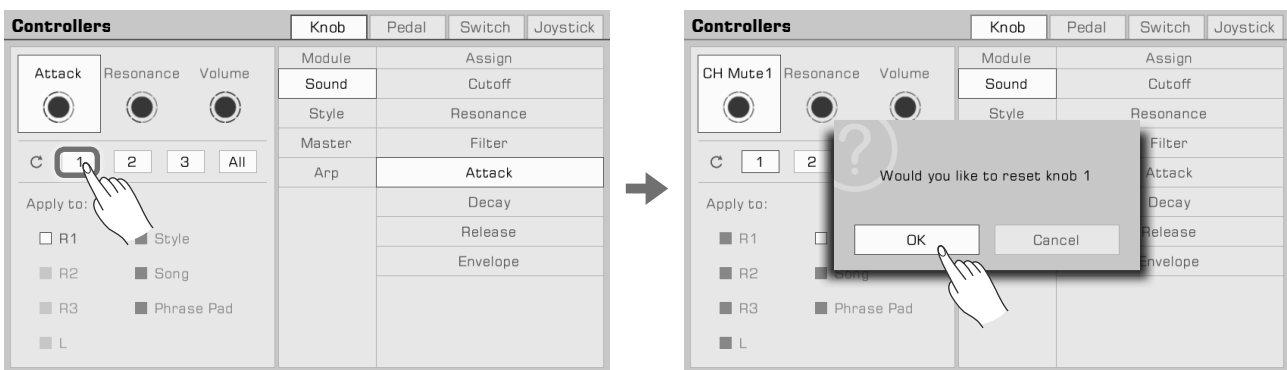 Controllers Knob Pedal Switch Joystick
Module Assign
Attack Resonance Volume
Sound Cutoff
Style Resonance
Master Filter
1 2 3 All
Arp Attack
Apply to:
Decay
R1 Style
Release
R2 Song
Envelope
R3 Phrase Pad
L
Controllers Knob Pedal Switch Joystick
Module Assign
CH Mute1 Resonance Volume
Sound Cutoff
Style Resonance
Filter
?
1 2
Would you like to reset knob 1
Attack
Apply to:
Decay
R1
Release
OK Cancel
R2 Song
Envelope
R3 Phrase Pad
L